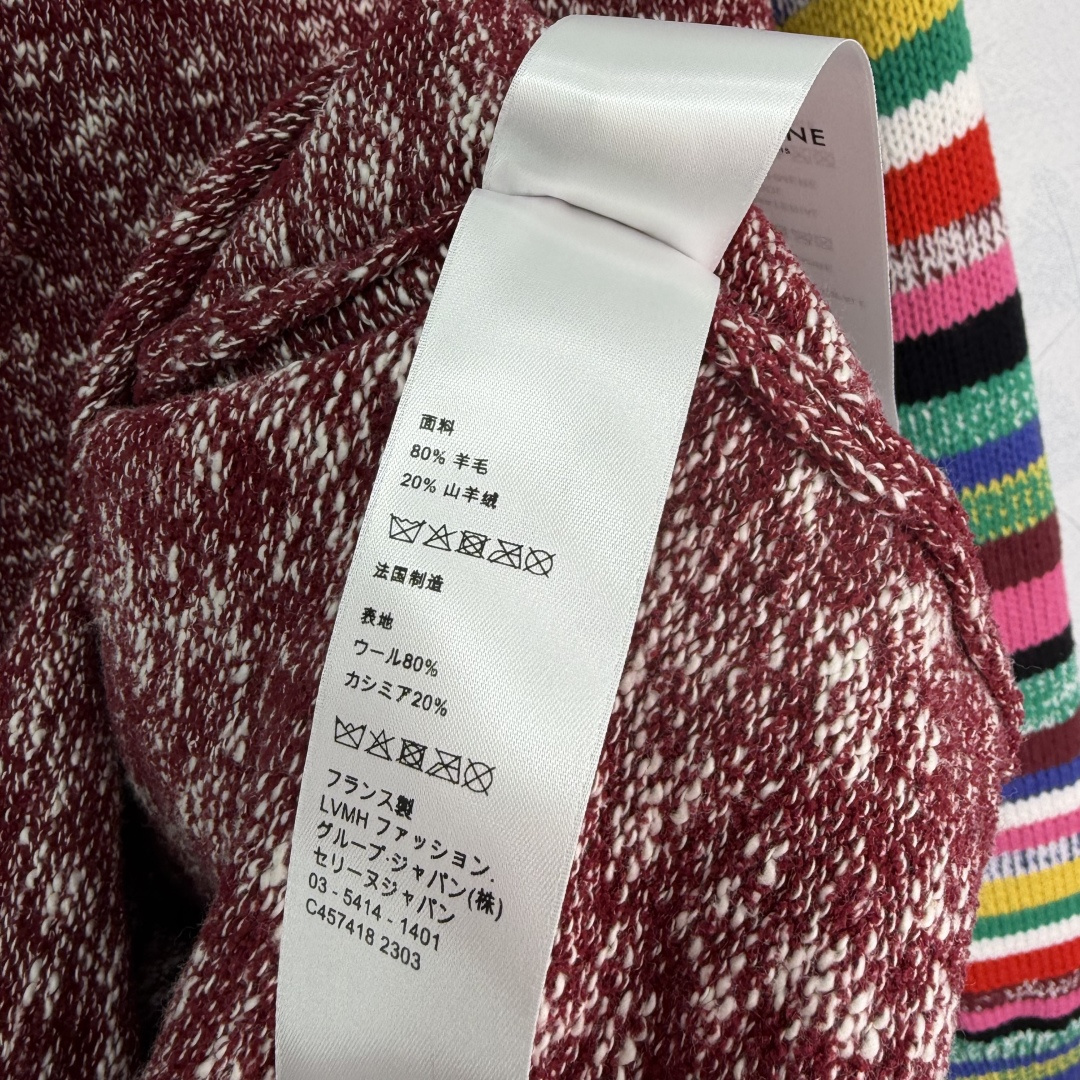 面料
80% 羊毛
20% 山羊绒
法国制造
表地
ウール80%
カシミア20%
フランス製
LVMH ファッション.
グループ·ジャパン(株)
セリーヌジャパン
03 - 5414 - 1401
C457418 2303
NE